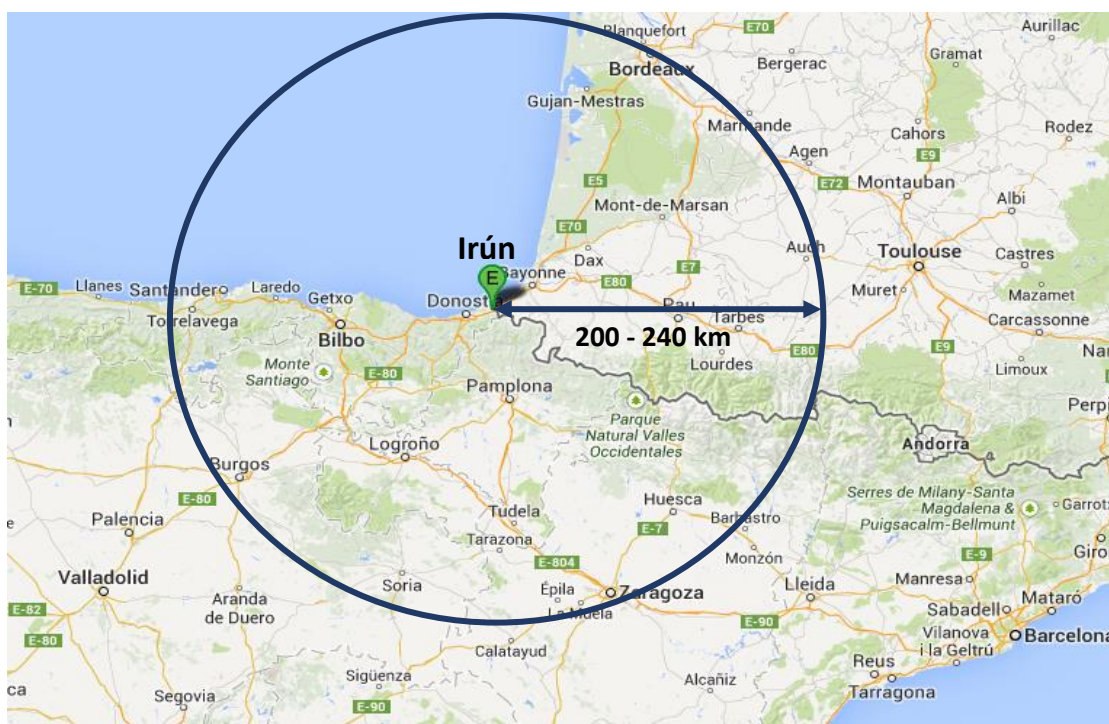 Blanquefort
E70
Aurillac
Bordeaux
Bergerac
Gramat
Gujan-Mestras
Marmande
Cahors
Rodez
Agen
E9
E5
E72
Montauban
Albi
Mont-de-Marsan
E70
Irún
Auch
Toulouse
Castres
Dax
E7
E
Bayonne
E80
E-70
Llanes
Santander
Laredo
Getxo
Donostia
Pau
Muret
Mazamet
Torrelavega
Tarbes
Carcassonne
Bilbo
200 - 240 km
E80
E9
Lourdes
Monte
Santiago
E-80
Limoux
Pamplona
Parque
Natural Valles
Occidentales
Perpi
Logroño
Andorra
Burgos
E-80
Serres de Milany-Santa
Magdalena &
Puigsacalm-Bellmunt
Garrotx
Huesca
Palencia
Tudela
E-7
Barbastro
Giro
Tarazona
Monzón
E-9
E-804
Valladolid
Soria
Épila
Zaragoza
Lleida
Manresa
E-82
Aranda
de Duero
La Muela
Sabadell
Mataró
E-80
E-90
Vilanova
i la Geltrú
Barcelona
Calatayud
Reus
Sigüenza
Alcañiz
Tarragona
Segovia
E-90